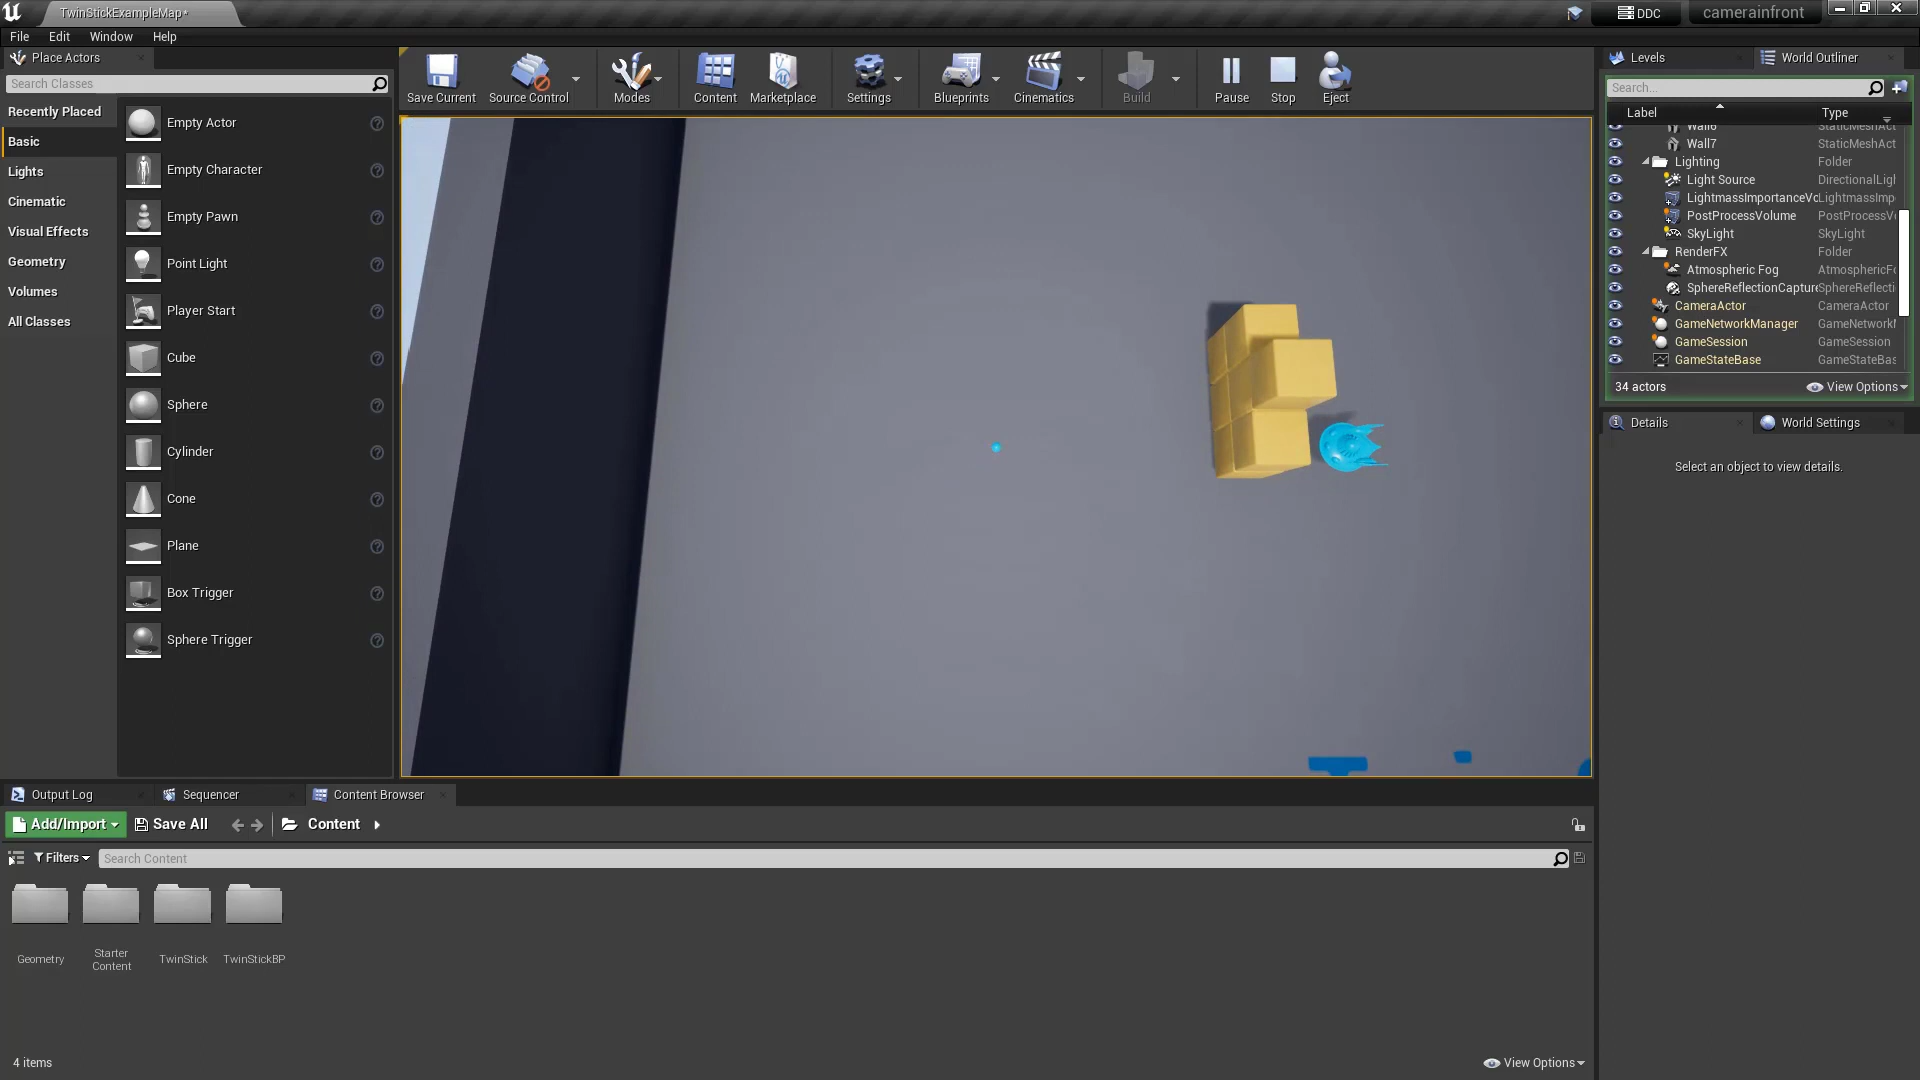 TwinStickExampleMap*
DDC
camerainfront
File Edit Window Help
Place Actors
Search Classes
Recently Placed
Basic
Lights
Cinematic
Visual Effects
Geometry
Volumes
All Classes
Empty Actor
Empty Character
Empty Pawn
Point Light
Player Start
Cube
Sphere
Cylinder
Cone
Plane
Box Trigger
Sphere Trigger
Save Current Source Control Modes Content Marketplace Settings Blueprints Cinematics Build Pause Stop Eject
Levels World Outliner
Search...
Label Type
Wall6 StaticMeshAct
Wall7 StaticMeshAct
Lighting Folder
Light Source DirectionalLigh
LightmassImportanceVo LightmassImp
PostProcessVolume PostProcessV
SkyLight SkyLight
RenderFX Folder
Atmospheric Fog AtmosphericFo
SphereReflectionCapture SphereReflecti
CameraActor CameraActor
GameNetworkManager GameNetworkM
GameSession GameSession
GameStateBase GameStateBas
34 actors View Options
Details World Settings
Select an object to view details.
Output Log Sequencer Content Browser
Add/Import Save All Content
Filters Search Content
Geometry
Starter
Content
TwinStick
TwinStickBP
4 items View Options